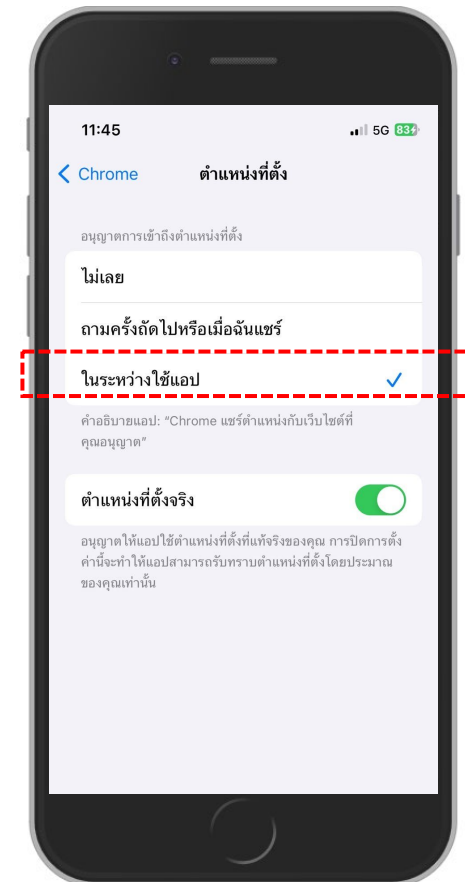 11:45 5G 83
Chrome ตำแหน่งที่ตั้ง
อนุญาตการเข้าถึงตำแหน่งที่ตั้ง
ไม่เลย
ถามครั้งถัดไปหรือเมื่อฉันแชร์
ในระหว่างใช้แอป
คำอธิบายแอป: “Chrome แชร์ตำแหน่งกับเว็บไซต์ที่
คุณอนุญาต”
ตำแหน่งที่ตั้งจริง
อนุญาตให้แอปใช้ตำแหน่งที่ตั้งที่แท้จริงของคุณ การปิดการตั้ง
ค่านี้จะทำให้แอปสามารถรับทราบตำแหน่งที่ตั้งโดยประมาณ
ของคุณเท่านั้น